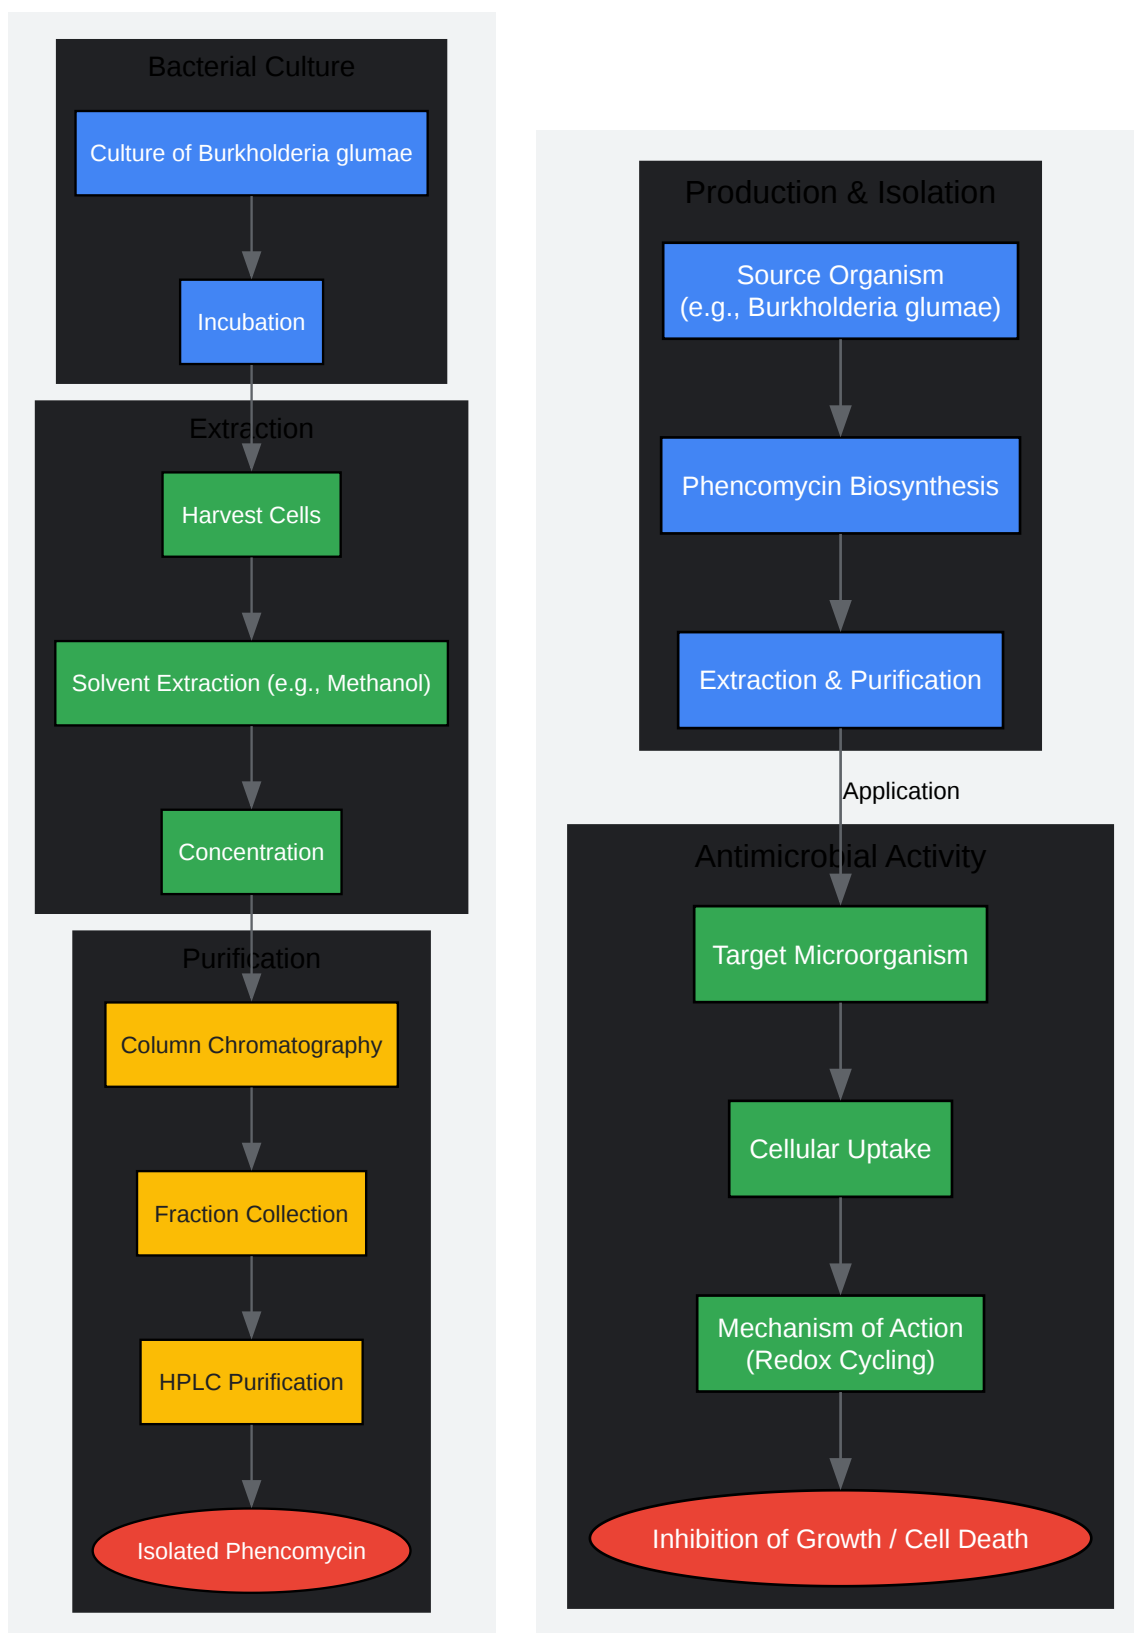 Bacterial Culture
Culture of Burkholderia glumae
Incubation
Extraction
Harvest Cells
Solvent Extraction (e.g., Methanol)
Concentration
Purification
Column Chromatography
Fraction Collection
HPLC Purification
Isolated Phencomycin
Production & Isolation
Source Organism
(e.g., Burkholderia glumae)
Phencomycin Biosynthesis
Extraction & Purification
Application
Antimicrobial Activity
Target Microorganism
Cellular Uptake
Mechanism of Action
(Redox Cycling)
Inhibition of Growth / Cell Death